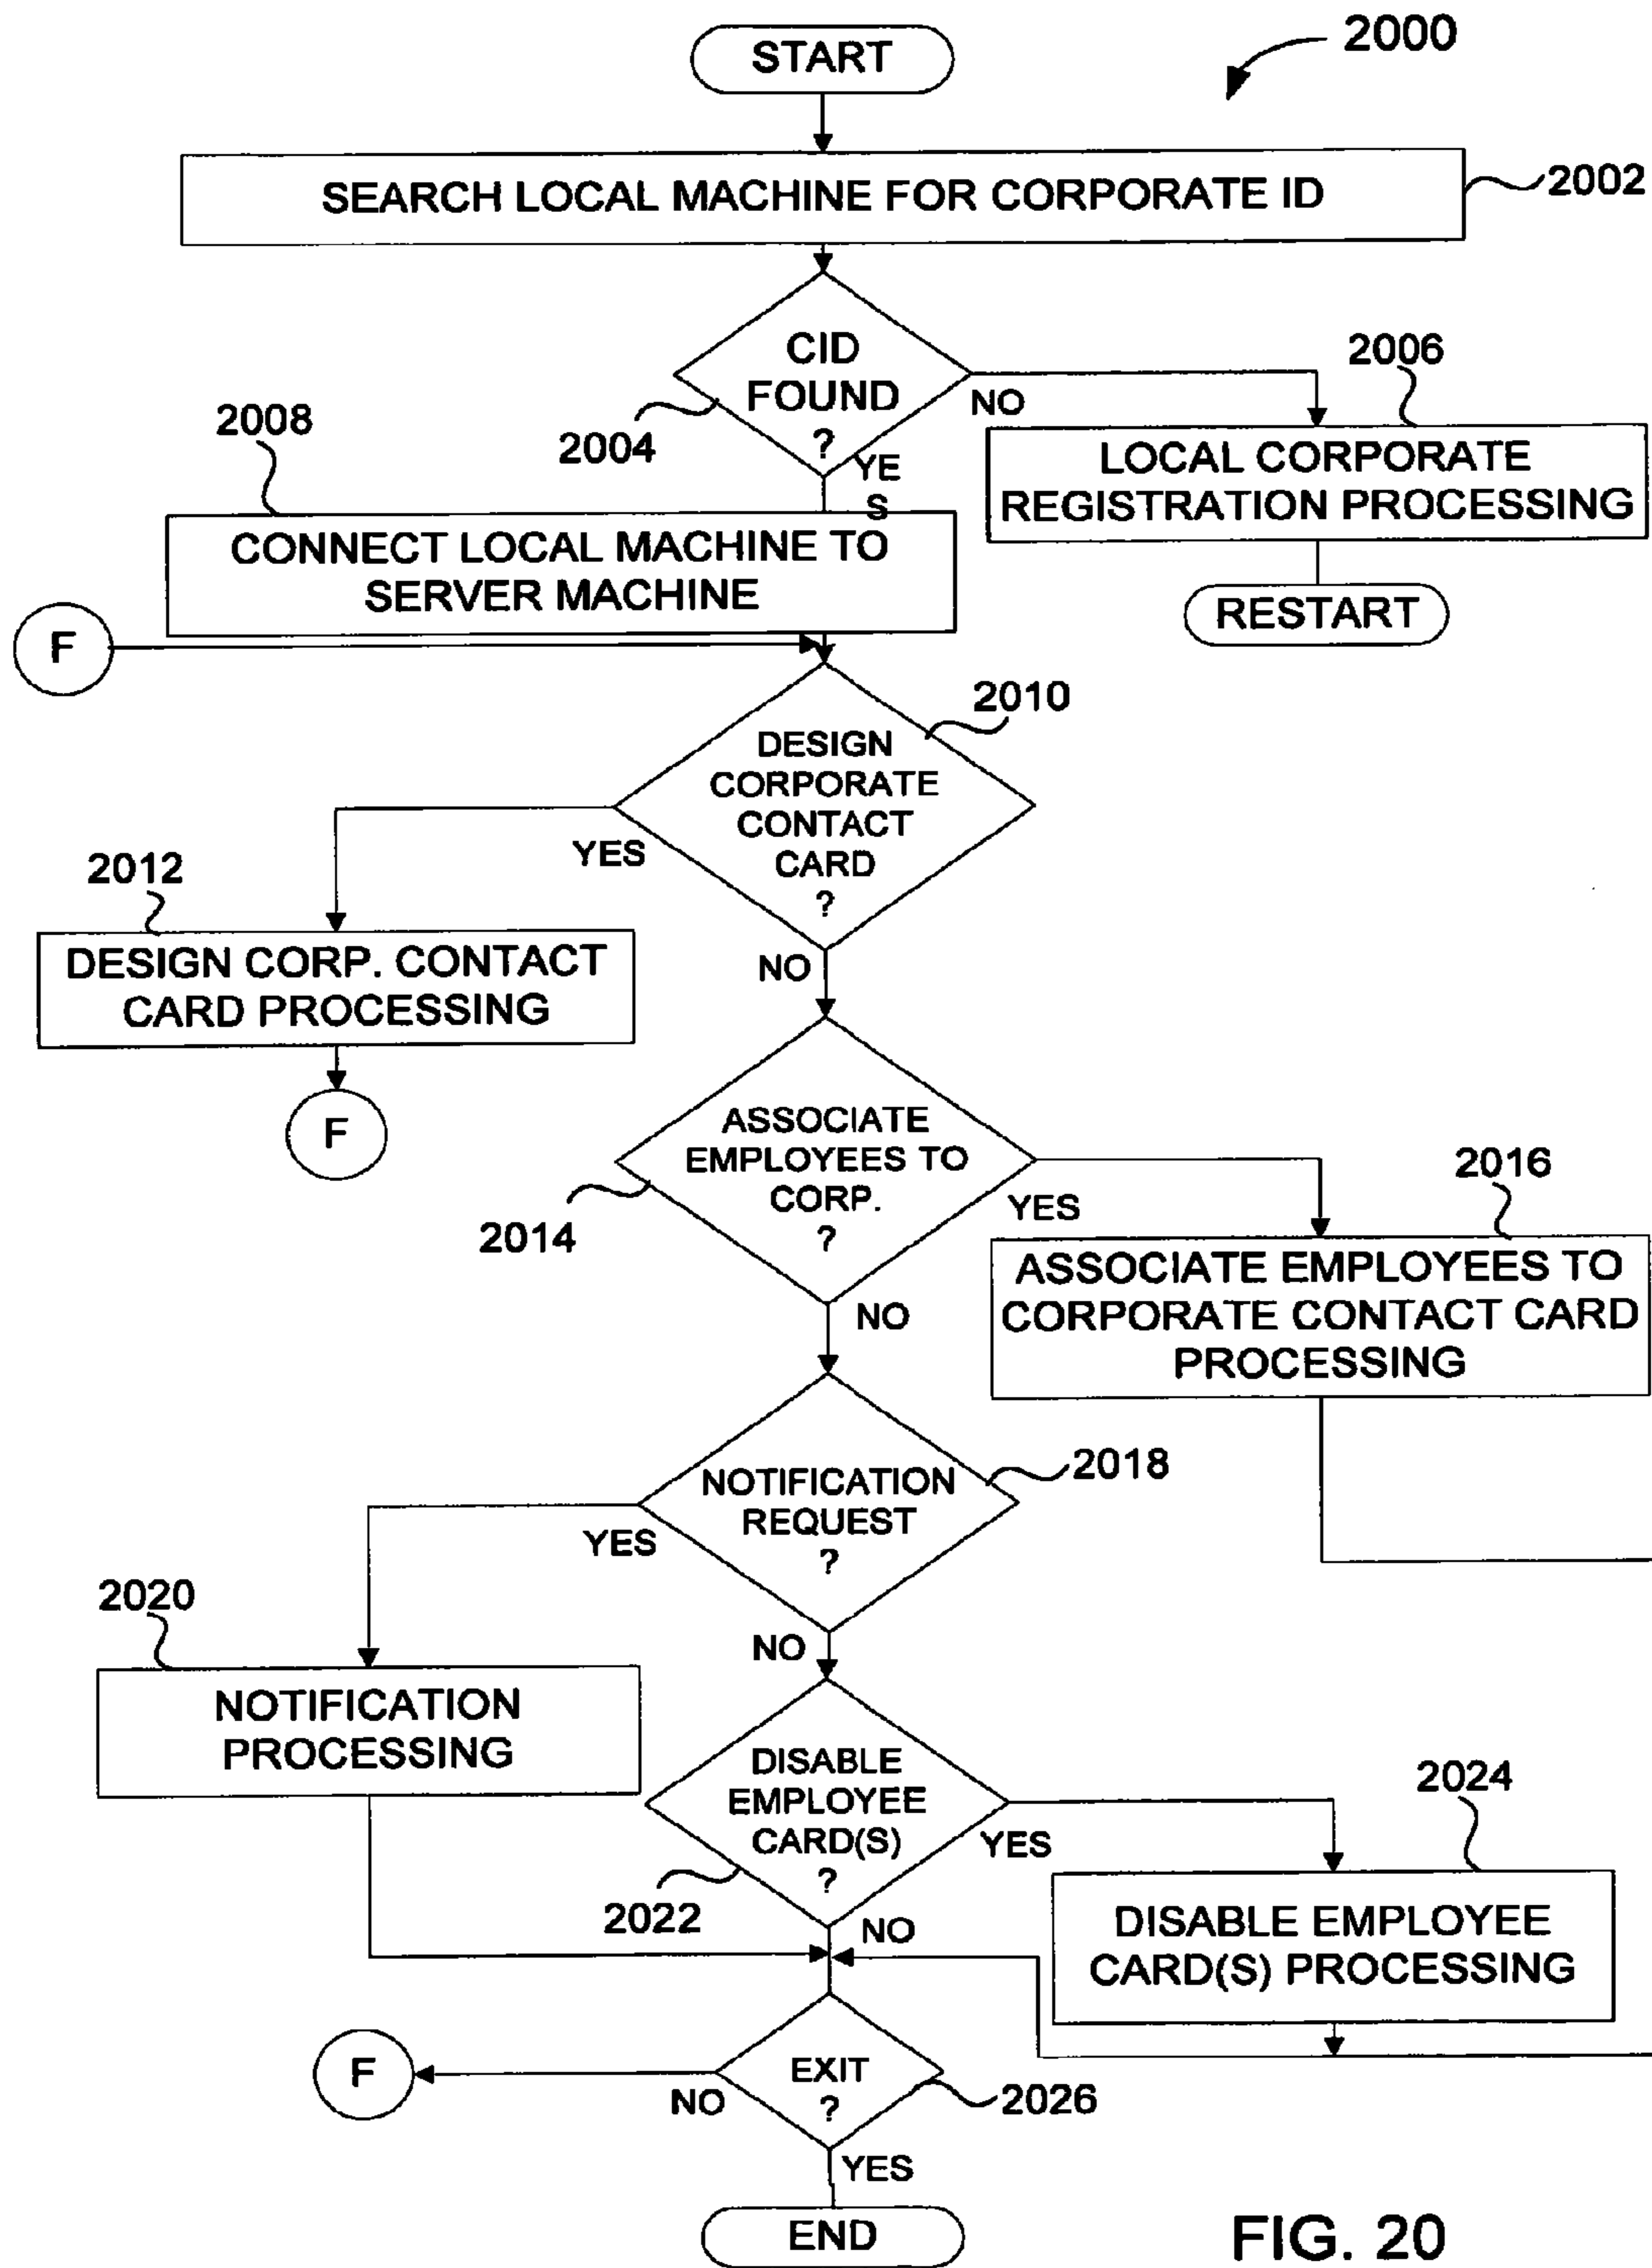 START
2000
SEARCH LOCAL MACHINE FOR CORPORATE ID
2002
CID
FOUND
?
2004
NO
YE
S
2006
LOCAL CORPORATE
REGISTRATION PROCESSING
RESTART
2008
CONNECT LOCAL MACHINE TO
SERVER MACHINE
F
2010
DESIGN
CORPORATE
CONTACT
CARD
?
YES
NO
2012
DESIGN CORP. CONTACT
CARD PROCESSING
F
ASSOCIATE
EMPLOYEES TO
CORP.
?
2014
YES
NO
2016
ASSOCIATE EMPLOYEES TO
CORPORATE CONTACT CARD
PROCESSING
NOTIFICATION
REQUEST
?
2018
YES
NO
2020
NOTIFICATION
PROCESSING
DISABLE
EMPLOYEE
CARD(S)
?
2022
YES
NO
2024
DISABLE EMPLOYEE
CARD(S) PROCESSING
F
EXIT
?
2026
NO
YES
END
FIG. 20